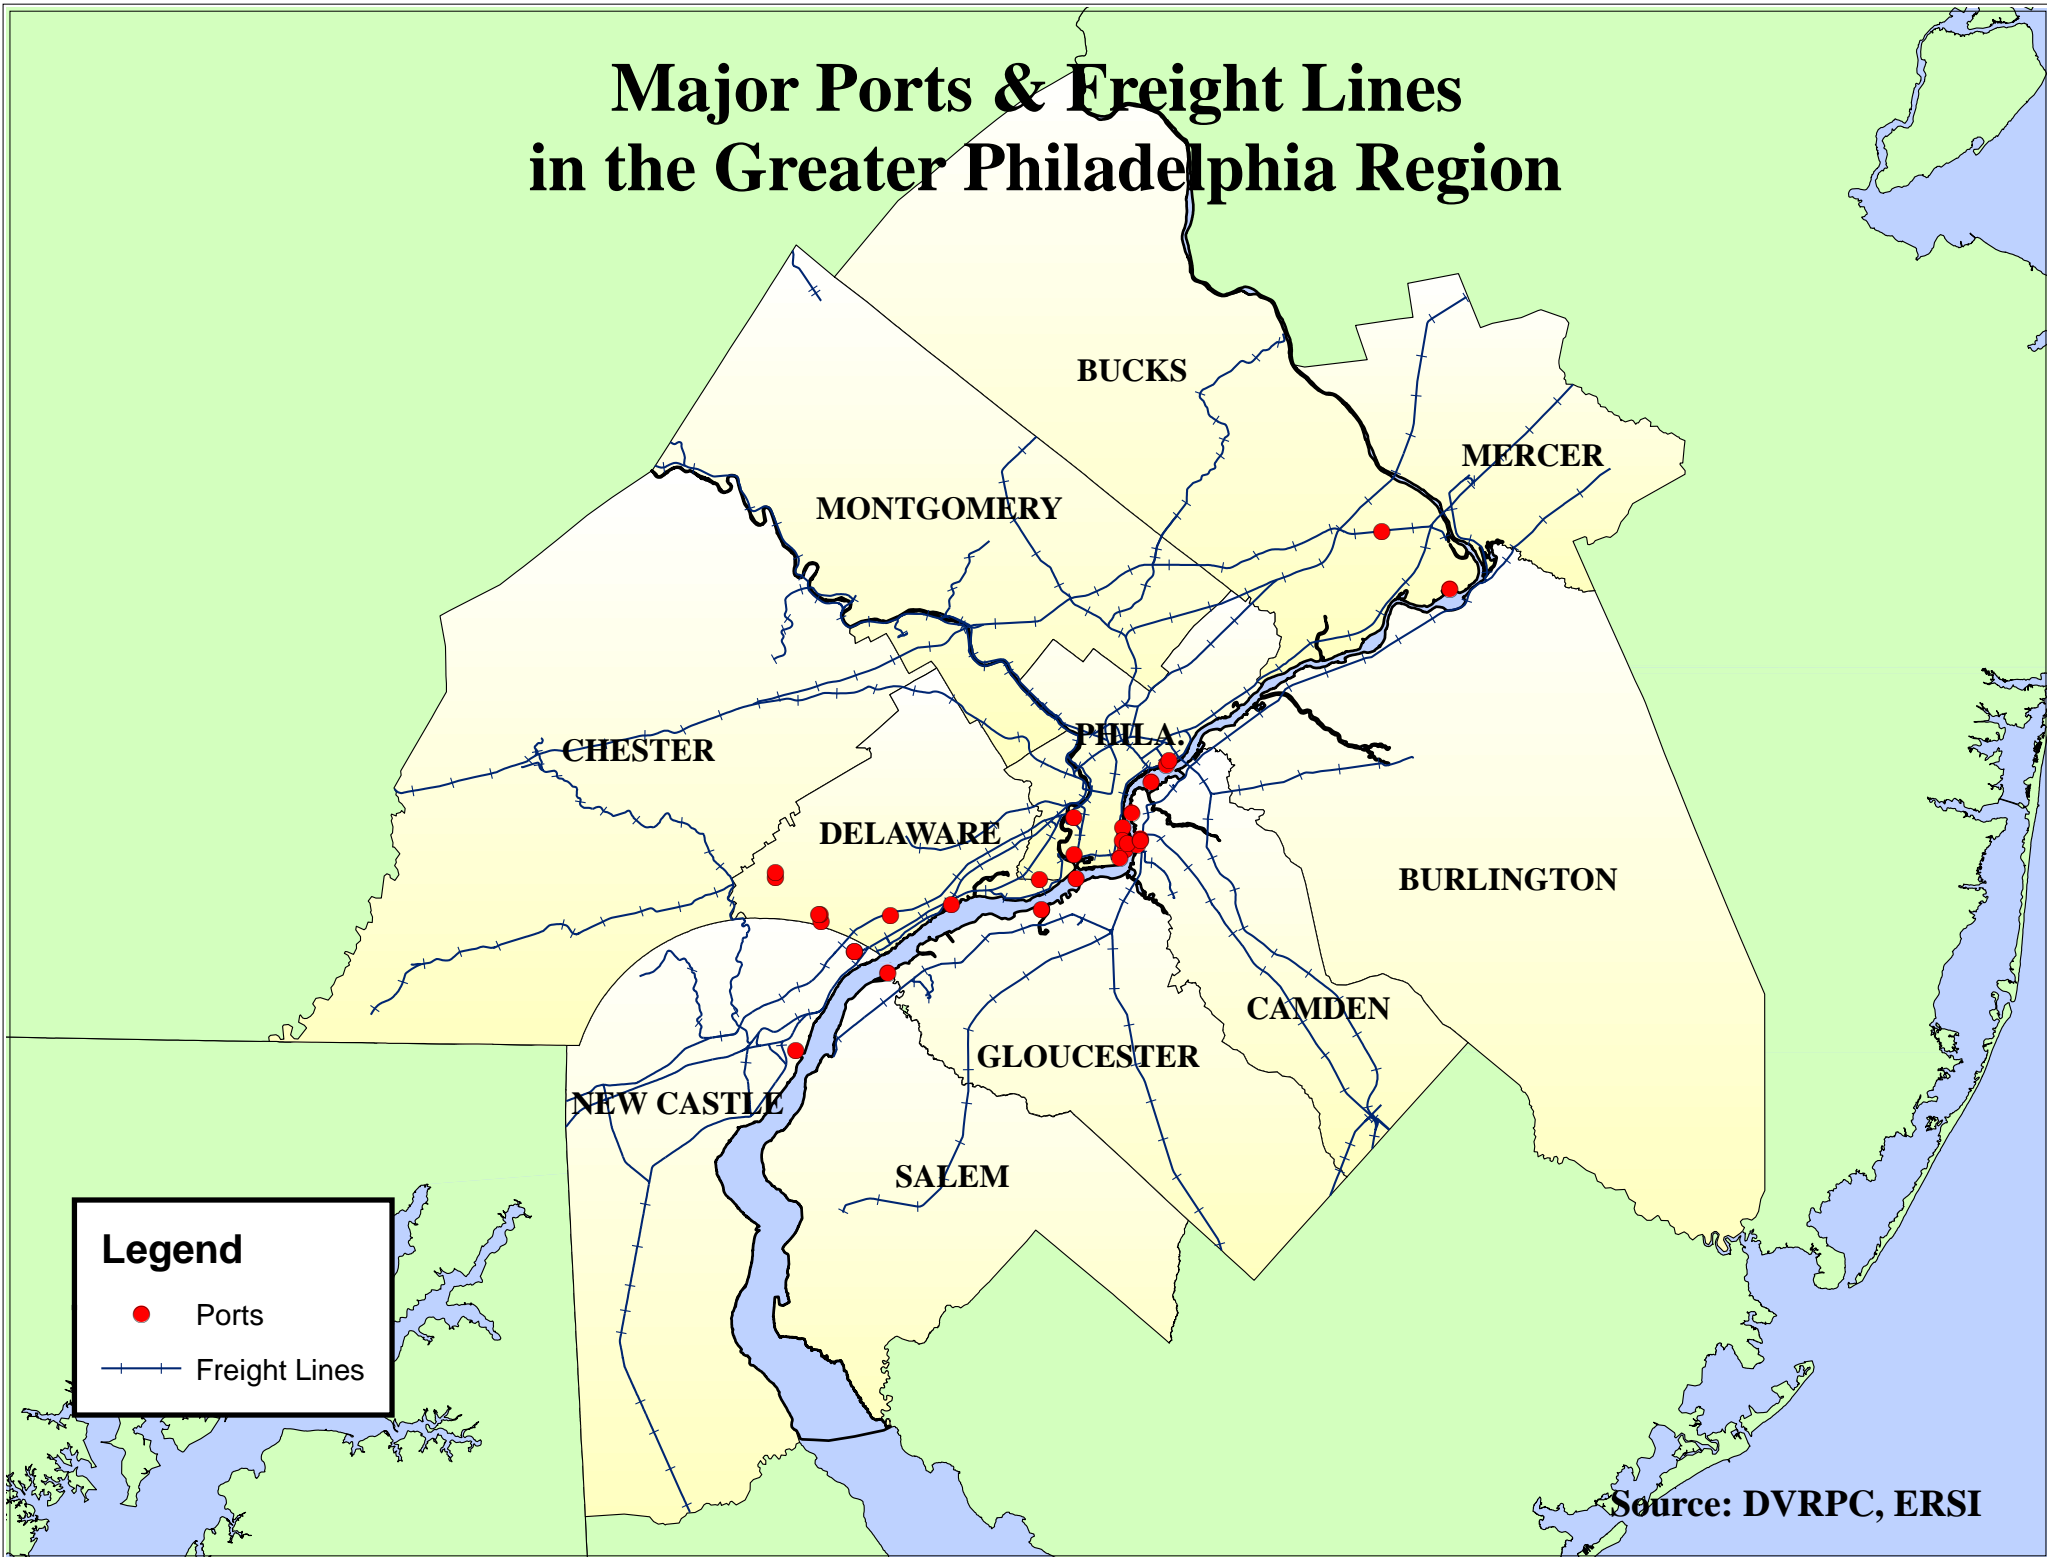 Major Ports & Freight Lines
in the Greater Philadelphia Region
BUCKS
MERCER
MONTGOMERY
PHILA.
CHESTER
DELAWARE
BURLINGTON
CAMDEN
GLOUCESTER
NEW CASTLE
SALEM
Legend
Ports
Freight Lines
Source: DVRPC, ERSI